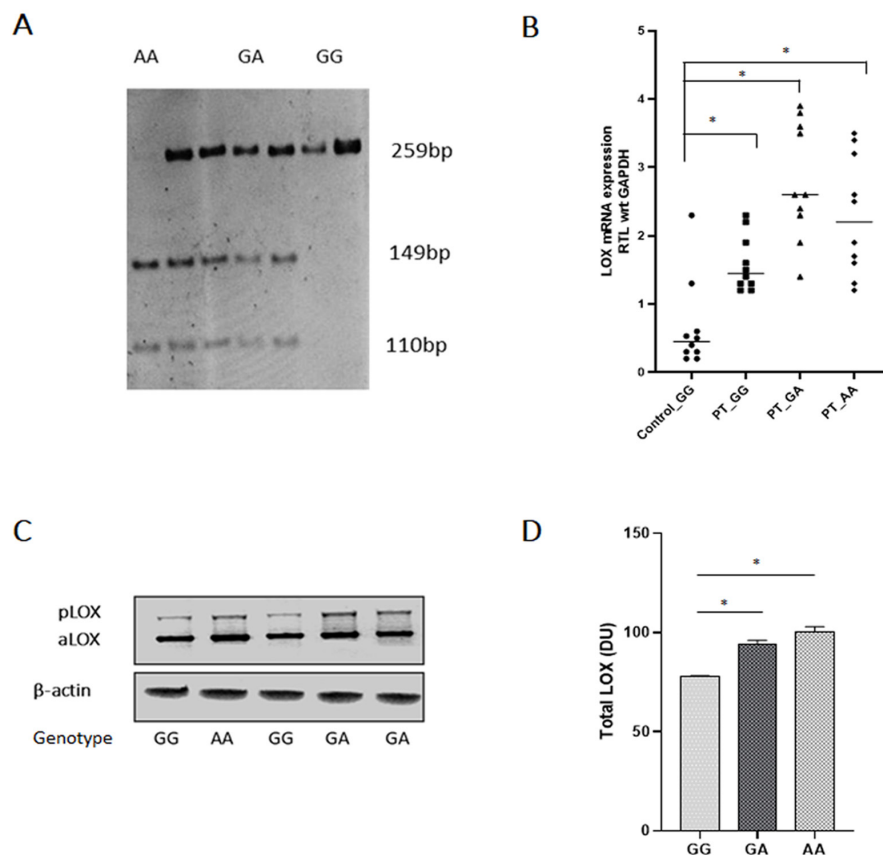 A
AA GA GG
259bp
149bp
110bp
B
LOX mRNA expression
RTL wrt GAPDH
5
4
3
2
1
0
* * *
Control_GG PT_GG PT_GA PT_AA
C
pLOX
aLOX
β-actin
Genotype GG AA GG GA GA
D
Total LOX (DU)
150
100
50
0
* *
GG GA AA